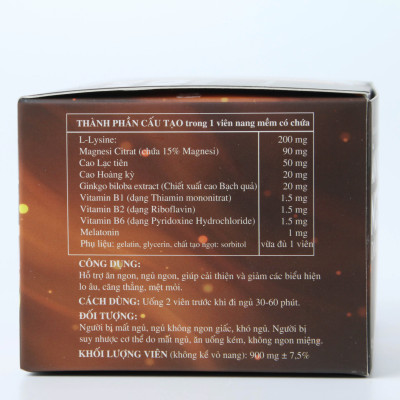 THÀNH PHẦN CẤU TẠO trong 1 viên nang mềm có chứa
L-Lysine: 200 mg
Magnesi Citrat (chứa 15% Magnesi) 90 mg
Cao Lạc tiên 50 mg
Cao Hoàng kỳ 20 mg
Ginkgo biloba extract (Chiết xuất cao Bạch quả) 20 mg
Vitamin B1 (dạng Thiamin mononitrat) 1,5 mg
Vitamin B2 (dạng Riboflavin) 1,5 mg
Vitamin B6 (dạng Pyridoxine Hydrochloride) 1,5 mg
Melatonin 1 mg
Phụ liệu: gelatin, glycerin, chất tạo ngọt: sorbitol vừa đủ 1 viên
CÔNG DỤNG:
Hỗ trợ ăn ngon, ngủ ngon, giúp cải thiện và giảm các biểu hiện
lo âu, căng thẳng, mệt mỏi.
CÁCH DÙNG: Uống 2 viên trước khi đi ngủ 30-60 phút.
ĐỐI TƯỢNG:
Người bị mất ngủ, ngủ không ngon giấc, khó ngủ. Người bị
suy nhược cơ thể do mất ngủ, ăn uống kém, không ngon miệng.
KHỐI LƯỢNG VIÊN (không kể vỏ nang): 900 mg ± 7,5%